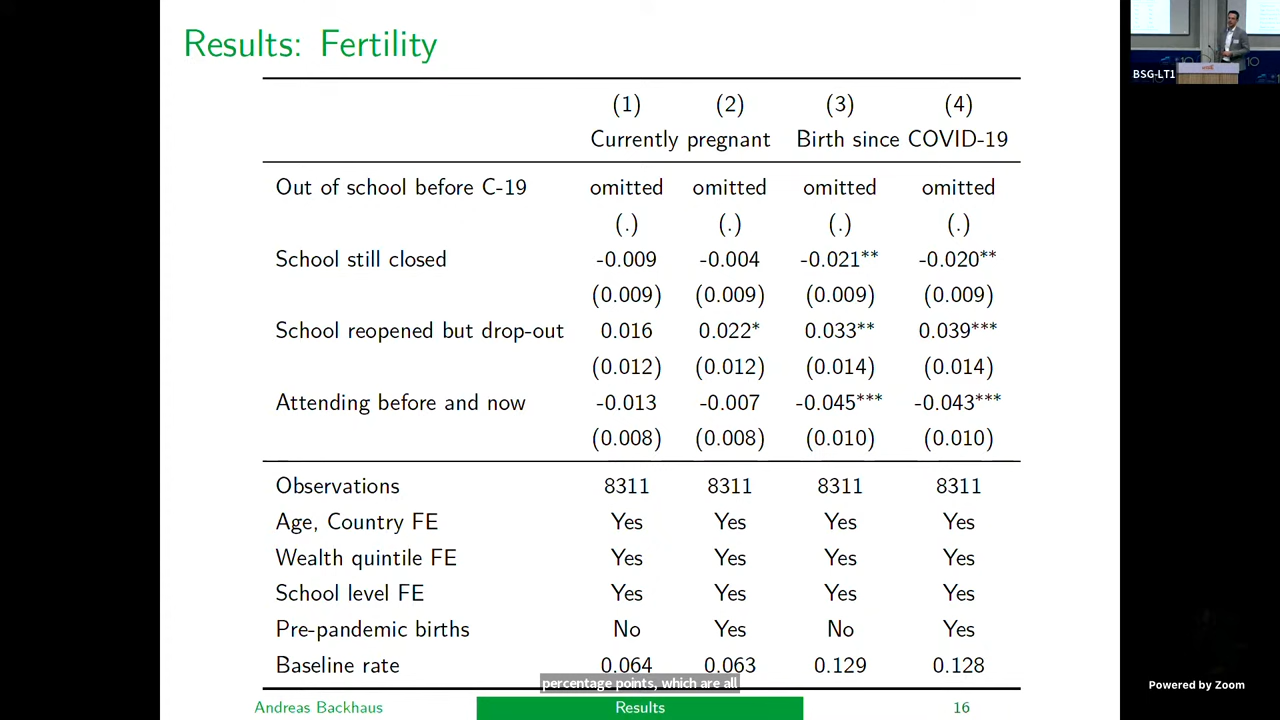 Results: Fertility
(1) (2) (3) (4)
Currently pregnant Birth since COVID-19
Out of school before C-19 omitted omitted omitted omitted
(.) (.) (.) (.)
School still closed -0.009 -0.004 -0.021** -0.020**
(0.009) (0.009) (0.009) (0.009)
School reopened but drop-out 0.016 0.022* 0.033** 0.039***
(0.012) (0.012) (0.014) (0.014)
Attending before and now -0.013 -0.007 -0.045*** -0.043***
(0.008) (0.008) (0.010) (0.010)
Observations 8311 8311 8311 8311
Age, Country FE Yes Yes Yes Yes
Wealth quintile FE Yes Yes Yes Yes
School level FE Yes Yes Yes Yes
Pre-pandemic births No Yes No Yes
Baseline rate 0.064 0.063 0.129 0.128
percentage points, which are all
Andreas Backhaus Results 16
BSG-LT1
Powered by Zoom